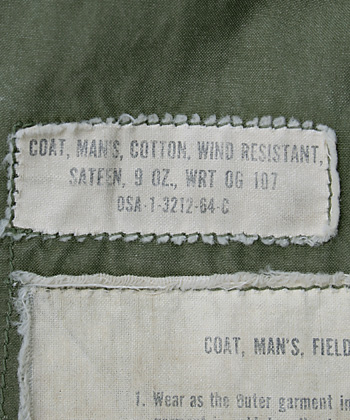 COAT, MAN'S, COTTON, WIND RESISTANT,
SATEEN, 9 OZ., WRT OG 107
DSA-1-3212-64-C
COAT, MAN'S, FIELD
1. Wear as the outer garment in